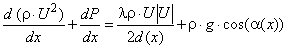 d(ρ·U²)/dx + dP/dx = λρ·U|U|/2d(x) + ρ·g·cos(α(x))